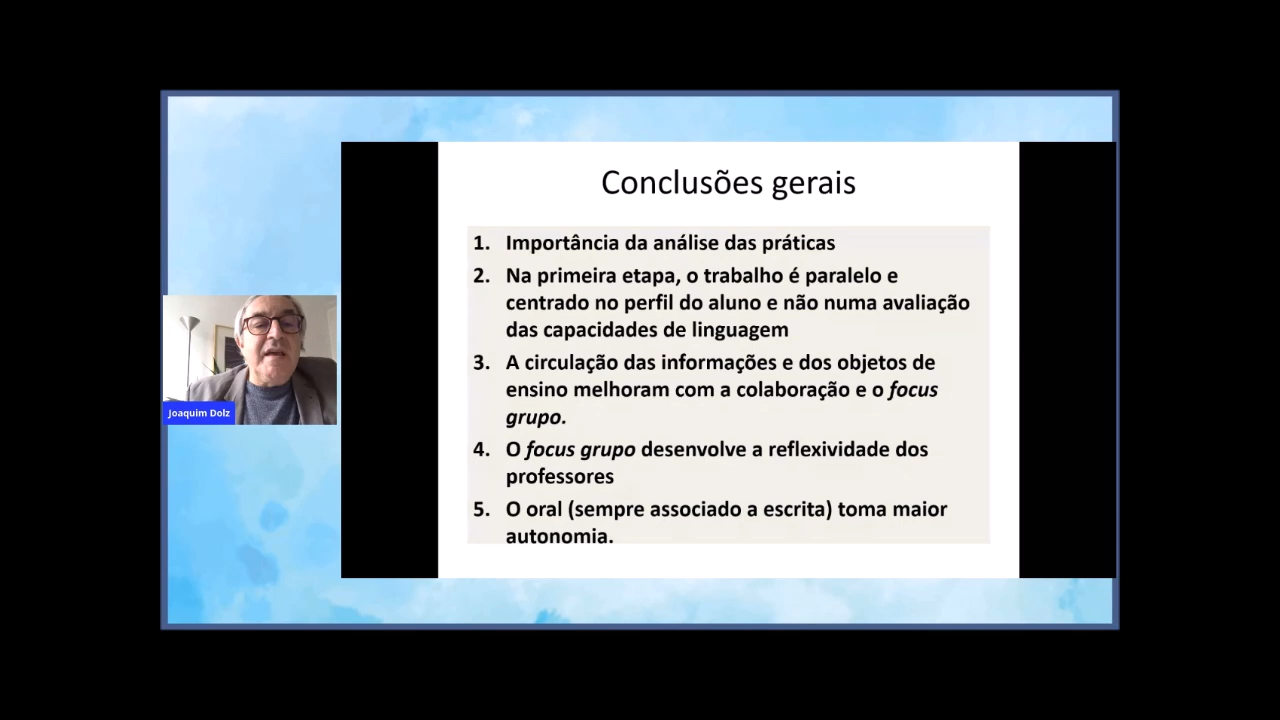 Conclusões gerais
1. Importância da análise das práticas
2. Na primeira etapa, o trabalho é paralelo e
centrado no perfil do aluno e não numa avaliação
das capacidades de linguagem
3. A circulação das informações e dos objetos de
ensino melhoram com a colaboração e o focus
grupo.
4. O focus grupo desenvolve a reflexividade dos
professores
5. O oral (sempre associado a escrita) toma maior
autonomia.
Joaquim Dolz